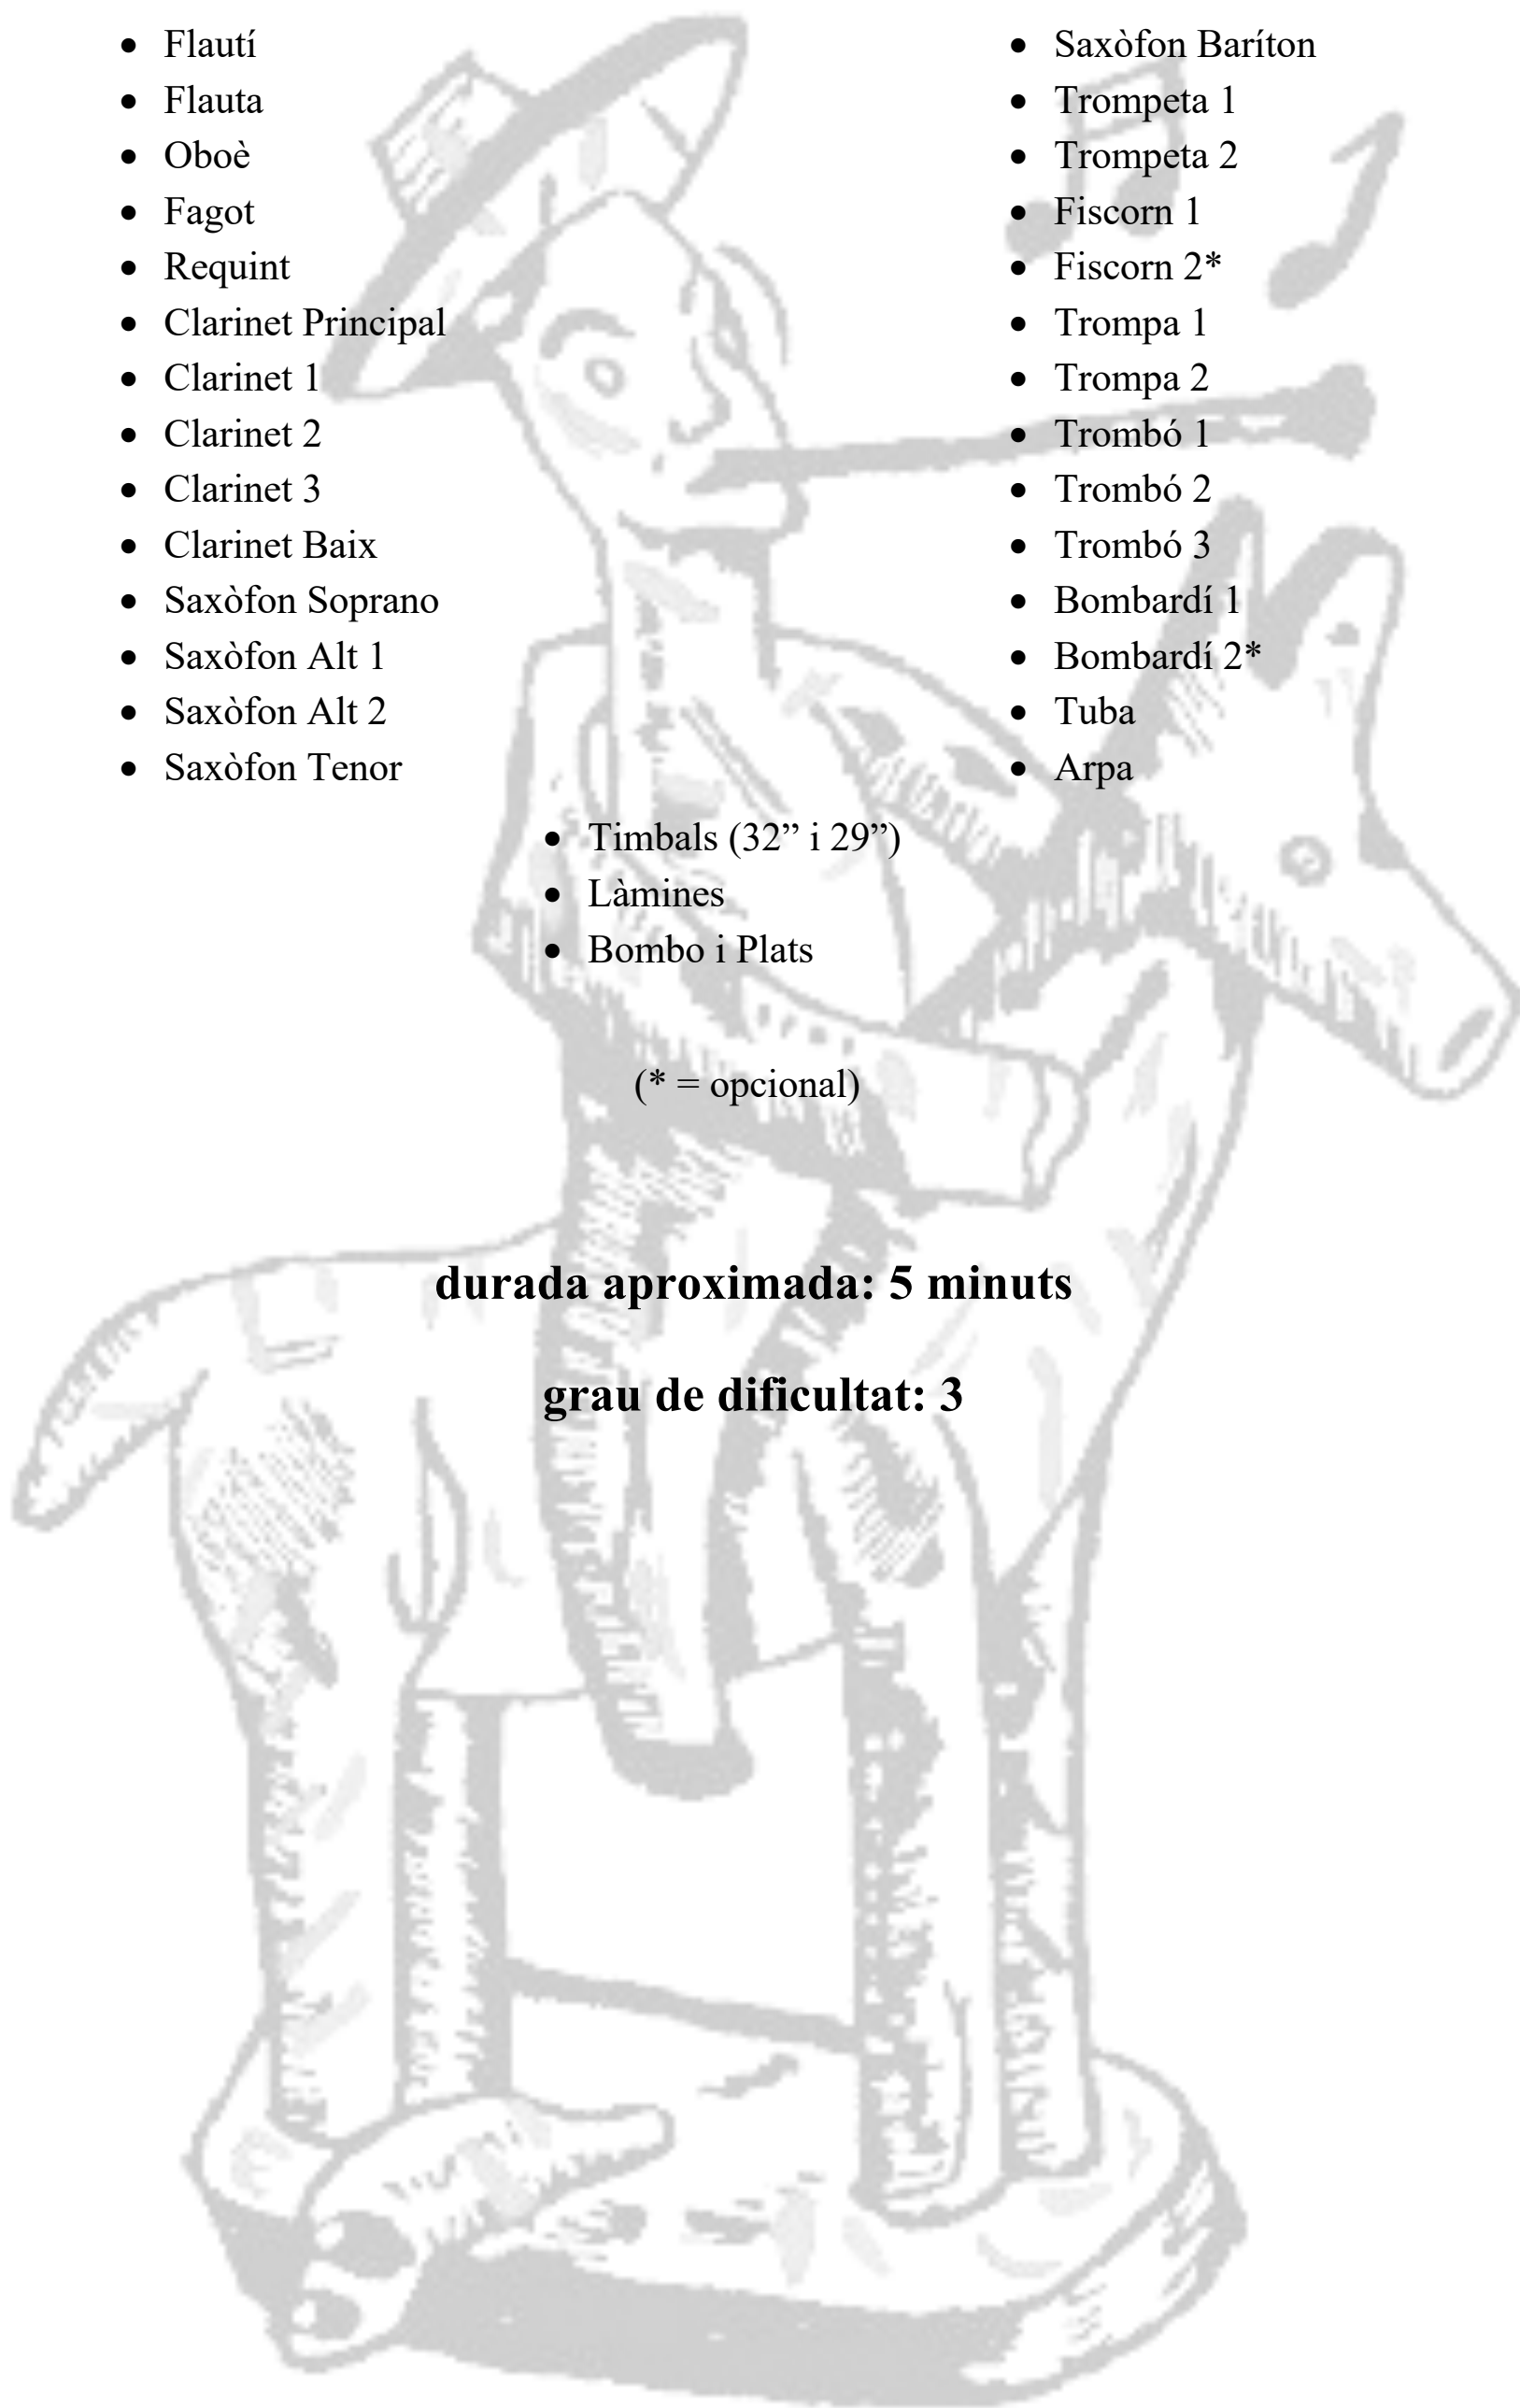 • Flautí
• Flauta
• Oboè
• Fagot
• Requint
• Clarinet Principal
• Clarinet 1
• Clarinet 2
• Clarinet 3
• Clarinet Baix
• Saxòfon Soprano
• Saxòfon Alt 1
• Saxòfon Alt 2
• Saxòfon Tenor
• Saxòfon Baríton
• Trompeta 1
• Trompeta 2
• Fiscorn 1
• Fiscorn 2*
• Trompa 1
• Trompa 2
• Trombó 1
• Trombó 2
• Trombó 3
• Bombardí 1
• Bombardí 2*
• Tuba
• Arpa
• Timbals (32” i 29”)
• Làmines
• Bombo i Plats
(* = opcional)
durada aproximada: 5 minuts
grau de dificultat: 3